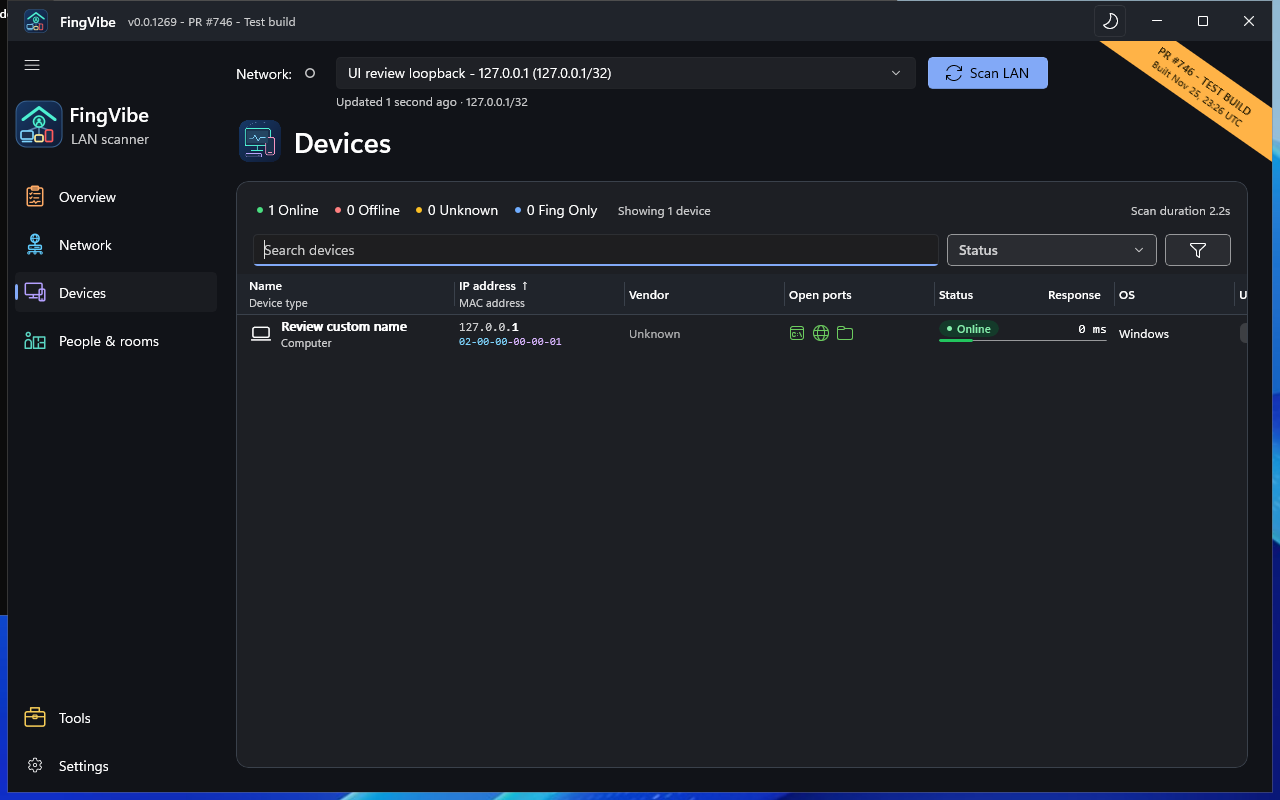 FingVibe v0.0.1269 - PR #746 - Test build
PR #746 - TEST BUILD
Built Nov 25, 23:26 UTC
Network:
UI review loopback - 127.0.0.1 (127.0.0.1/32)
Scan LAN
Updated 1 second ago · 127.0.0.1/32
FingVibe
LAN scanner
Overview
Network
Devices
People & rooms
Tools
Settings
Devices
1 Online 0 Offline 0 Unknown 0 Fing Only Showing 1 device Scan duration 2.2s
Search devices
Status
Name
Device type
IP address ↑
MAC address
Vendor
Open ports
Status
Response
OS
U
Review custom name
Computer
127.0.0.1
02-00-00-00-00-01
Unknown
C:\
Online
0 ms
Windows